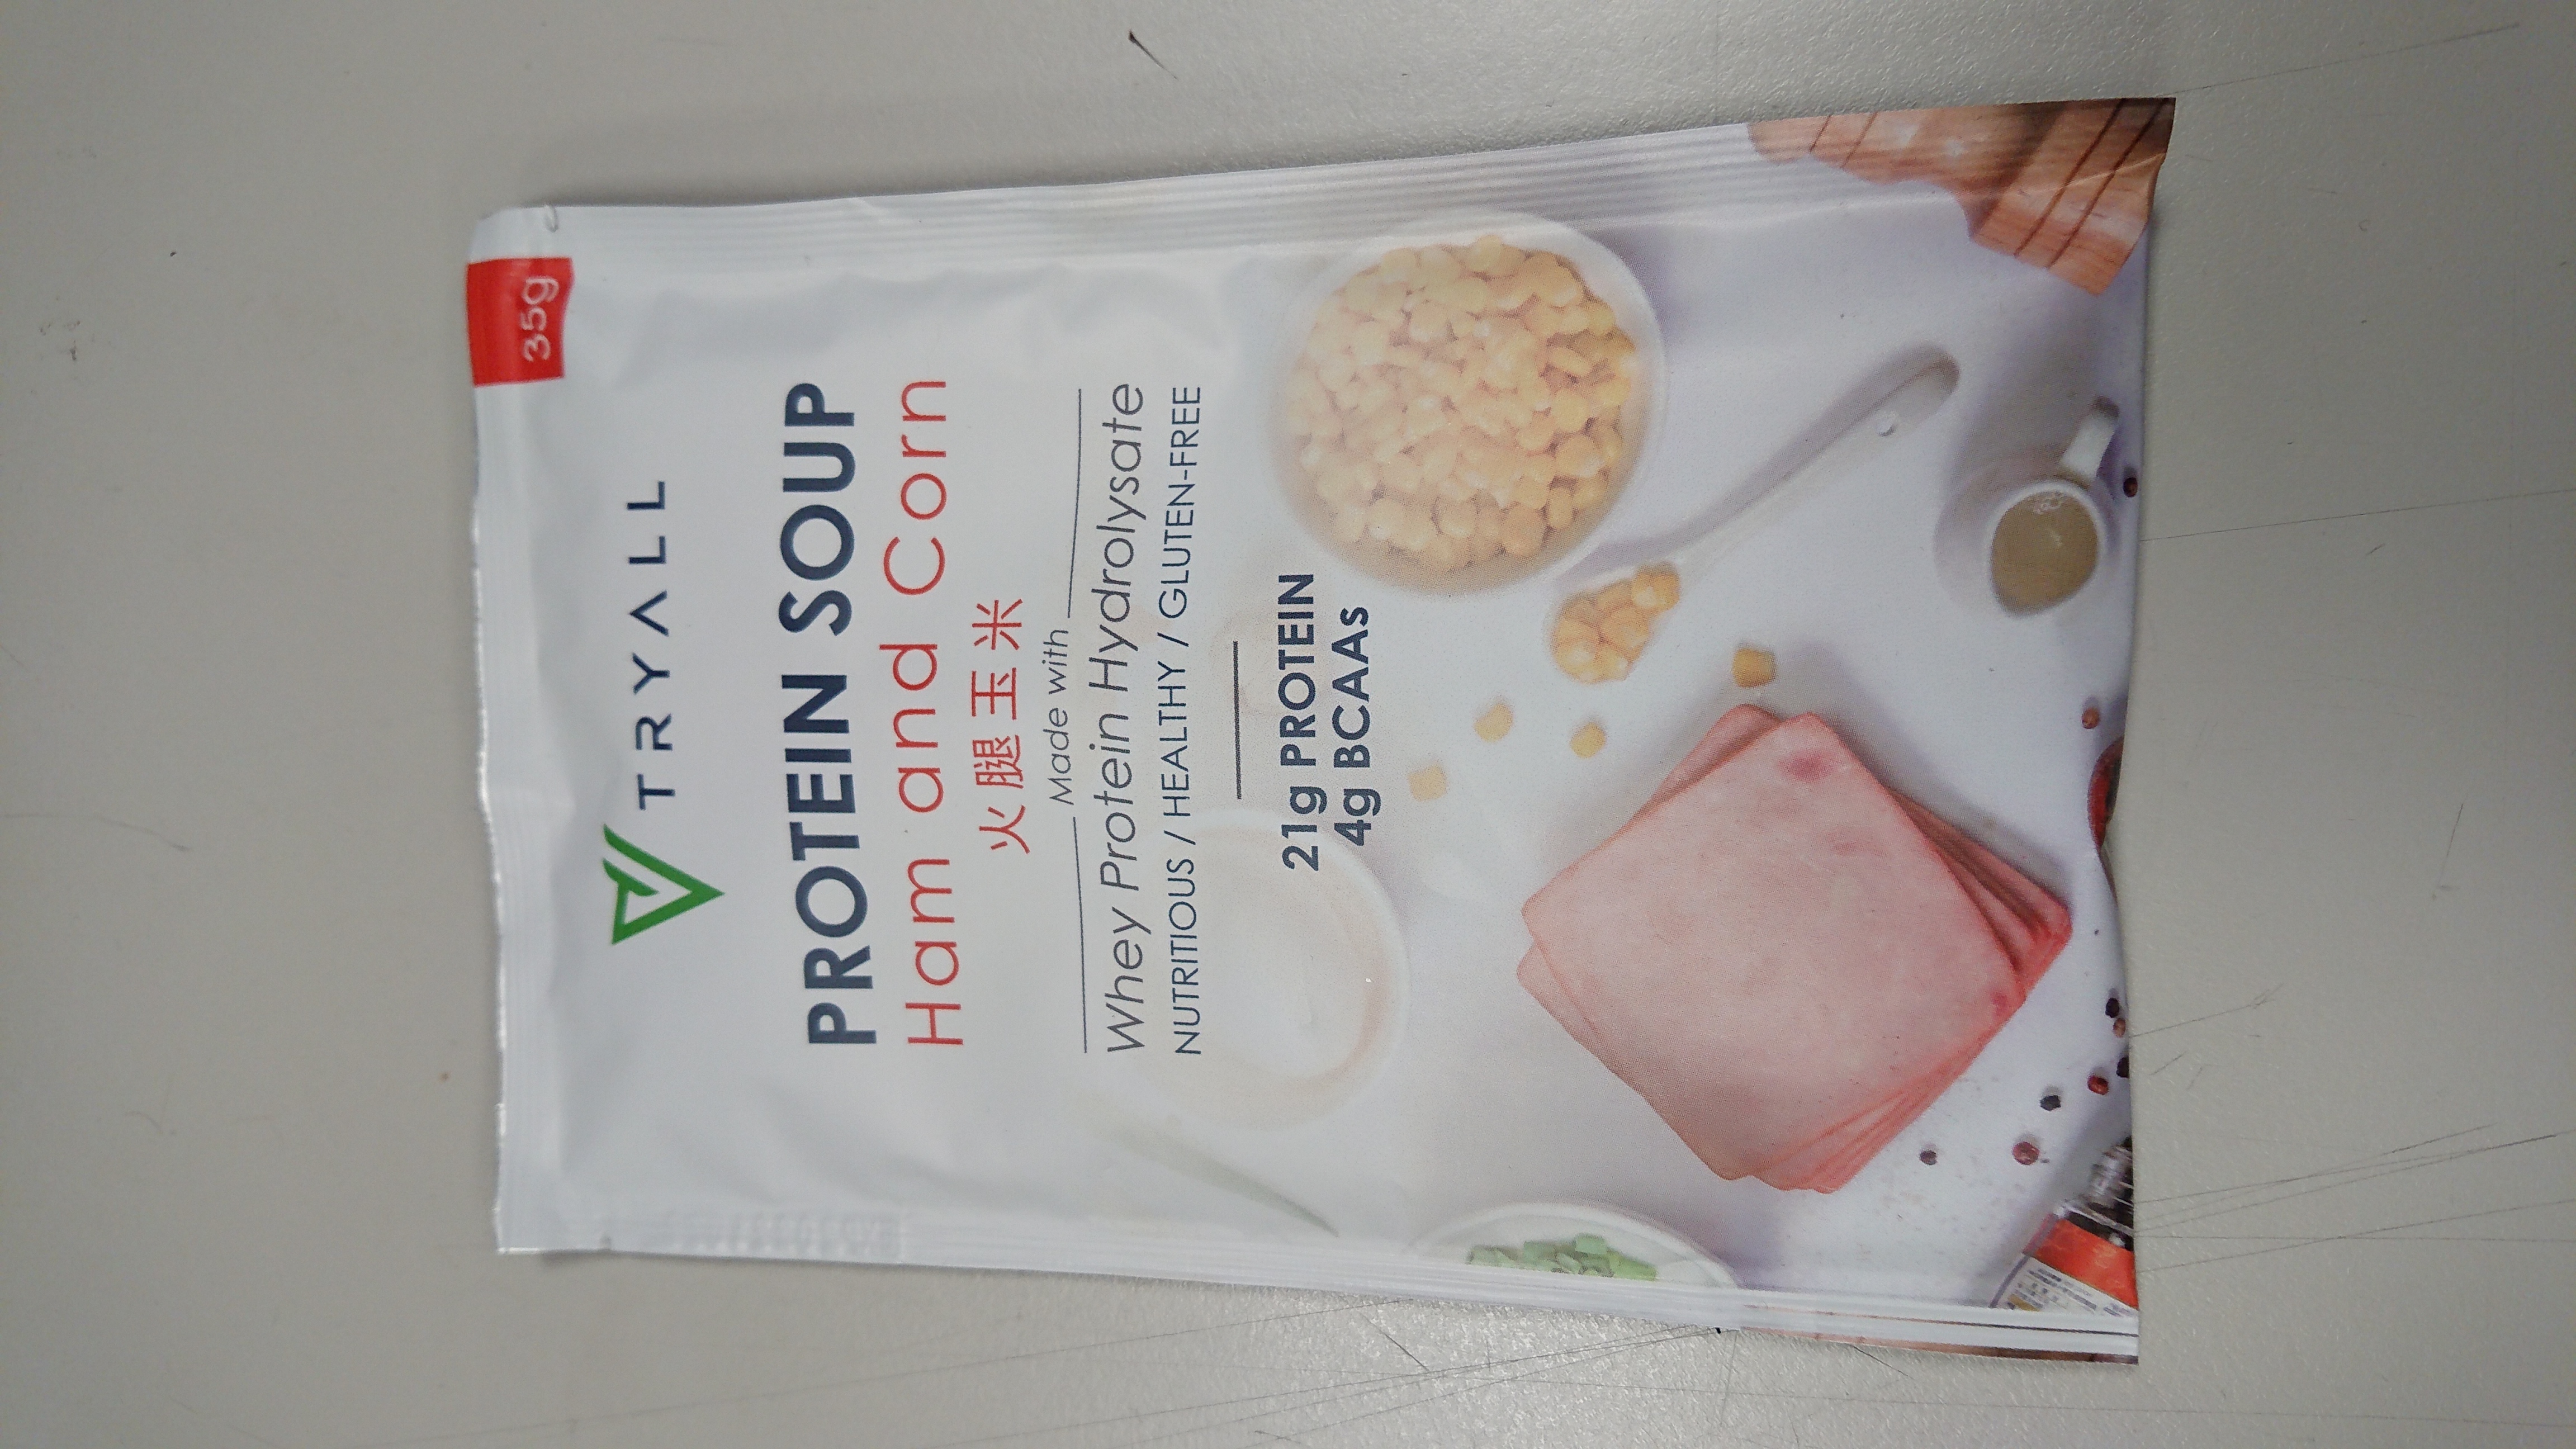 35g
TRYALL
PROTEIN SOUP
Ham and Corn
火腿玉米
Made with
Whey Protein Hydrolysate
NUTRITIOUS / HEALTHY / GLUTEN-FREE
21g PROTEIN
4g BCAAs